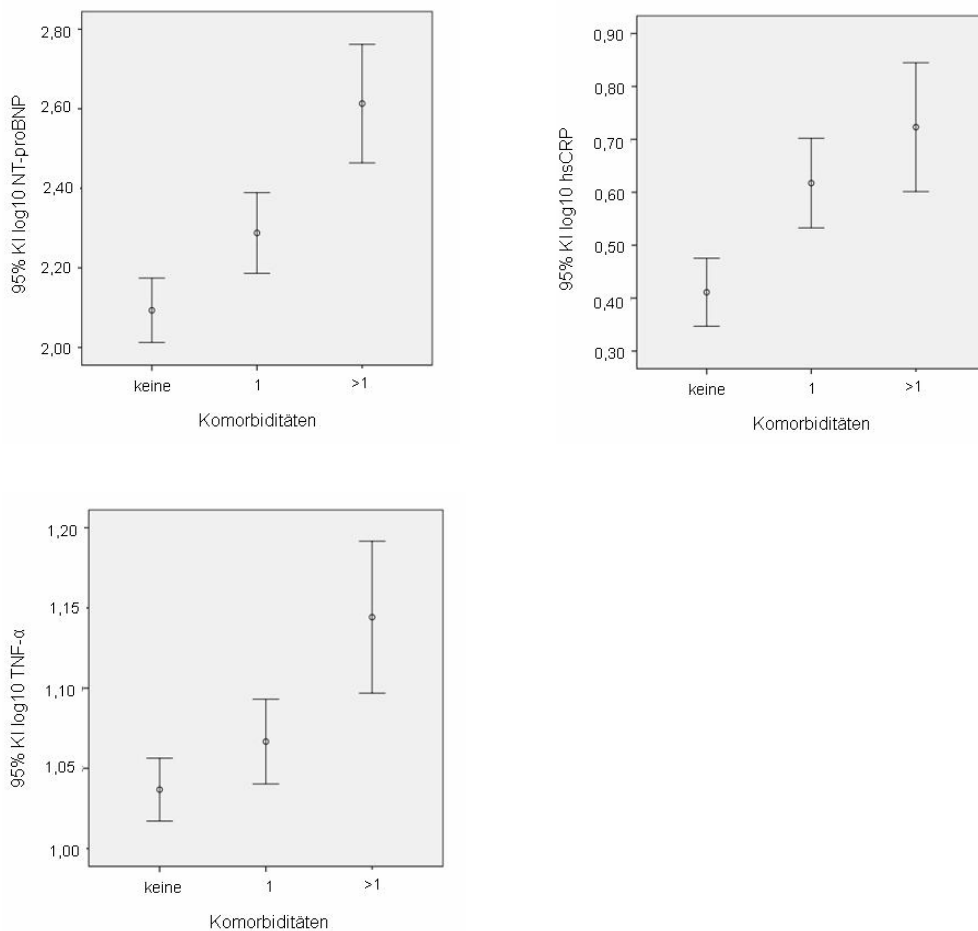 95% KI log10 NT-proBNP
2,80
2,60
2,40
2,20
2,00
keine
1
>1
Komorbiditäten
95% KI log10 hsCRP
0,90
0,80
0,70
0,60
0,50
0,40
0,30
keine
1
>1
Komorbiditäten
95% KI log10 TNF-α
1,20
1,15
1,10
1,05
1,00
keine
1
>1
Komorbiditäten